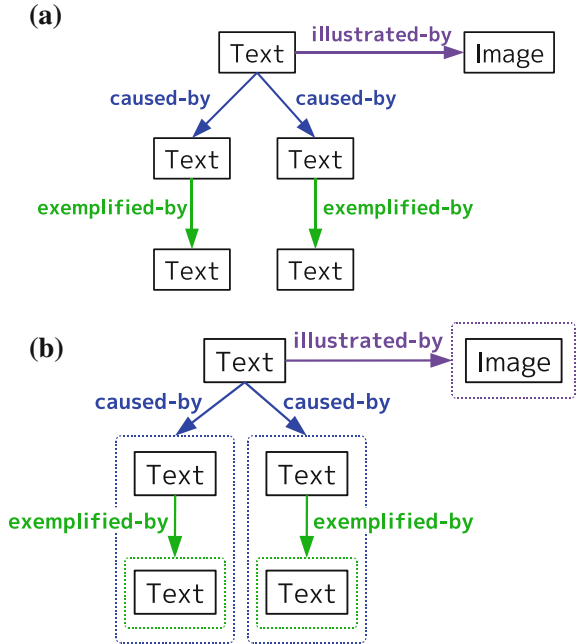 (a)
illustrated-by
Text Image
caused-by caused-by
Text Text
exemplified-by exemplified-by
Text Text
(b)
illustrated-by
Text Image
caused-by caused-by
Text Text
exemplified-by exemplified-by
Text Text